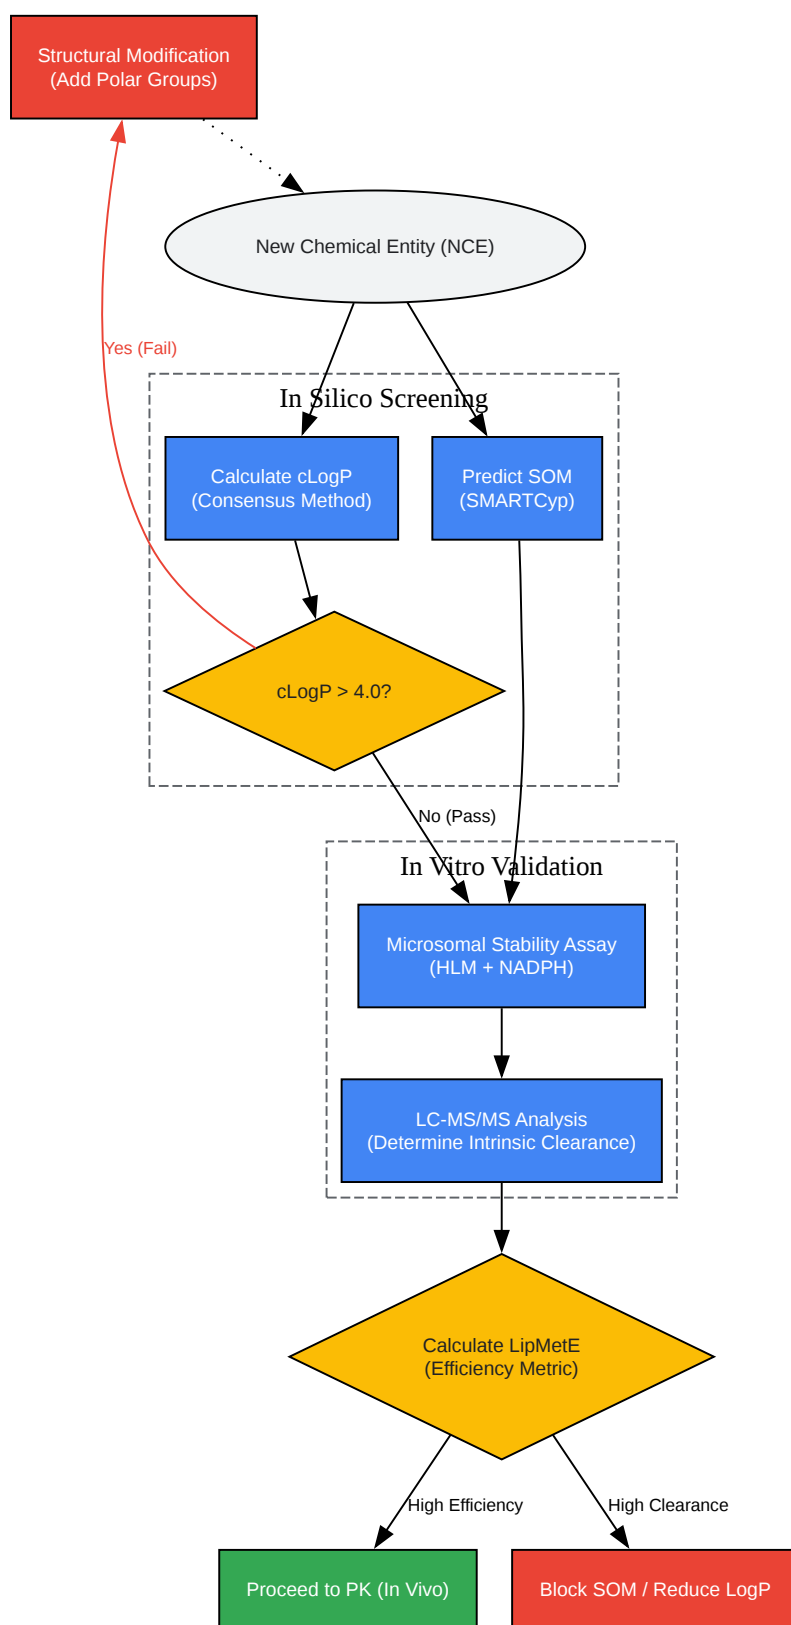 Structural Modification
(Add Polar Groups)
New Chemical Entity (NCE)
Yes (Fail)
In Silico Screening
Calculate cLogP
(Consensus Method)
Predict SOM
(SMARTCyp)
cLogP > 4.0?
No (Pass)
In Vitro Validation
Microsomal Stability Assay
(HLM + NADPH)
LC-MS/MS Analysis
(Determine Intrinsic Clearance)
Calculate LipMetE
(Efficiency Metric)
High Efficiency
High Clearance
Proceed to PK (In Vivo)
Block SOM / Reduce LogP